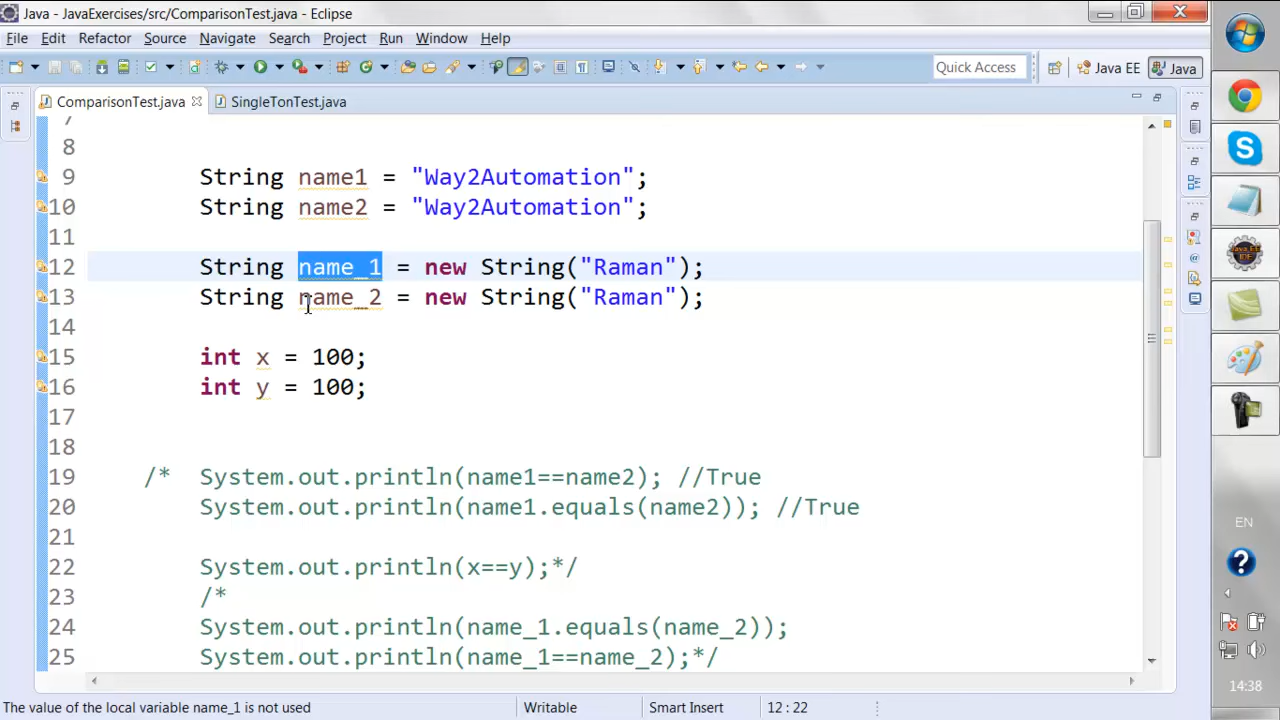 Java - JavaExercises/src/ComparisonTest.java - Eclipse
File Edit Refactor Source Navigate Search Project Run Window Help
Quick Access Java EE Java
ComparisonTest.java SingleTonTest.java
7
8
9 String name1 = "Way2Automation";
10 String name2 = "Way2Automation";
11
12 String name_1 = new String("Raman");
13 String name_2 = new String("Raman");
14
15 int x = 100;
16 int y = 100;
17
18
19 /* System.out.println(name1==name2); //True
20 System.out.println(name1.equals(name2)); //True
21
22 System.out.println(x==y);*/
23 /*
24 System.out.println(name_1.equals(name_2));
25 System.out.println(name_1==name_2);*/
EN
14:38
The value of the local variable name_1 is not used Writable Smart Insert 12 : 22